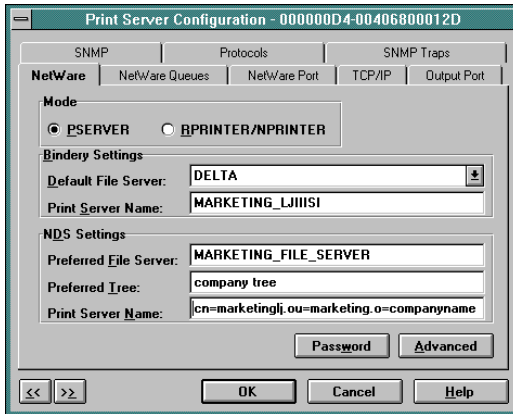 Print Server Configuration - 000000D4-00406800012D
SNMP Protocols SNMP Traps
NetWare NetWare Queues NetWare Port TCP/IP Output Port
Mode
PSERVER RPRINTER/NPRINTER
Bindery Settings
Default File Server: DELTA
Print Server Name: MARKETING_LJIIISI
NDS Settings
Preferred File Server: MARKETING_FILE_SERVER
Preferred Tree: company tree
Print Server Name: cn=marketinglj.ou=marketing.o=companyname
Password Advanced
<< >> OK Cancel Help